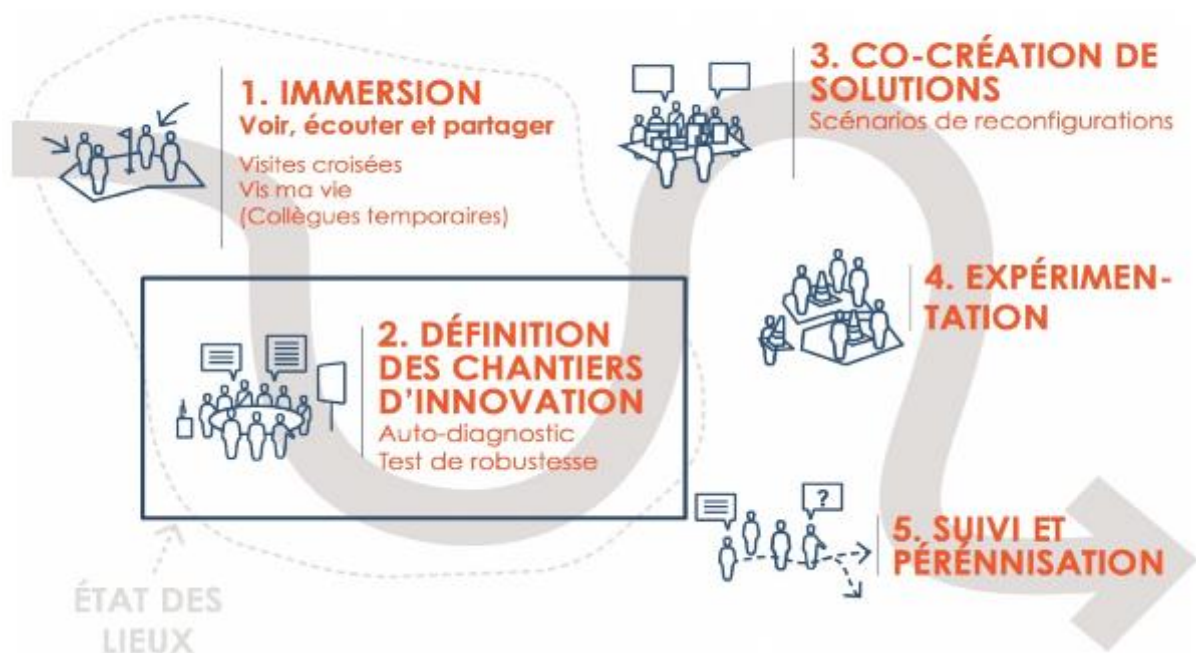 1. IMMERSION
Voir, écouter et partager
Visites croisées
Vis ma vie
(Collègues temporaires)
2. DÉFINITION
DES CHANTIERS
D'INNOVATION
Auto-diagnostic
Test de robustesse
3. CO-CRÉATION DE
SOLUTIONS
Scénarios de reconfigurations
4. EXPÉRIMEN-
TATION
?
5. SUIVI ET
PÉRÉNNISATION
ÉTAT DES
LIEUX